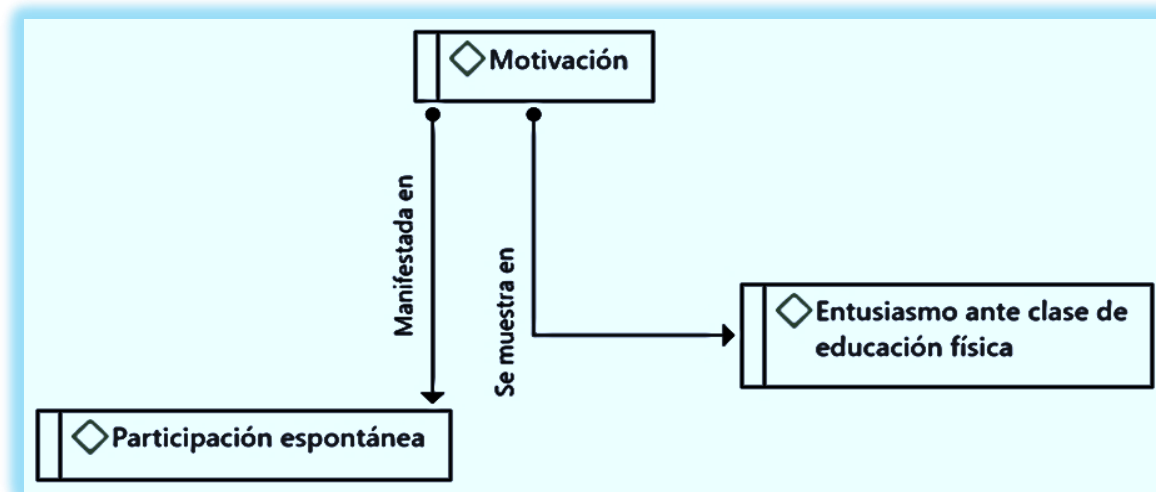 Motivación
Manifestada en
Se muestra en
Entusiasmo ante clase de
educación física
Participación espontánea